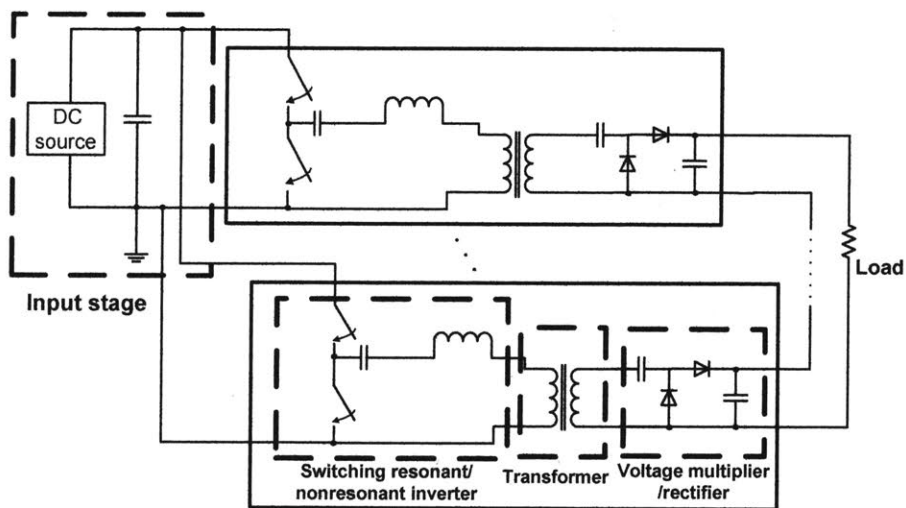 DC
source
Input stage
Load
Switching resonant/
nonresonant inverter
Transformer
Voltage multiplier
/rectifier